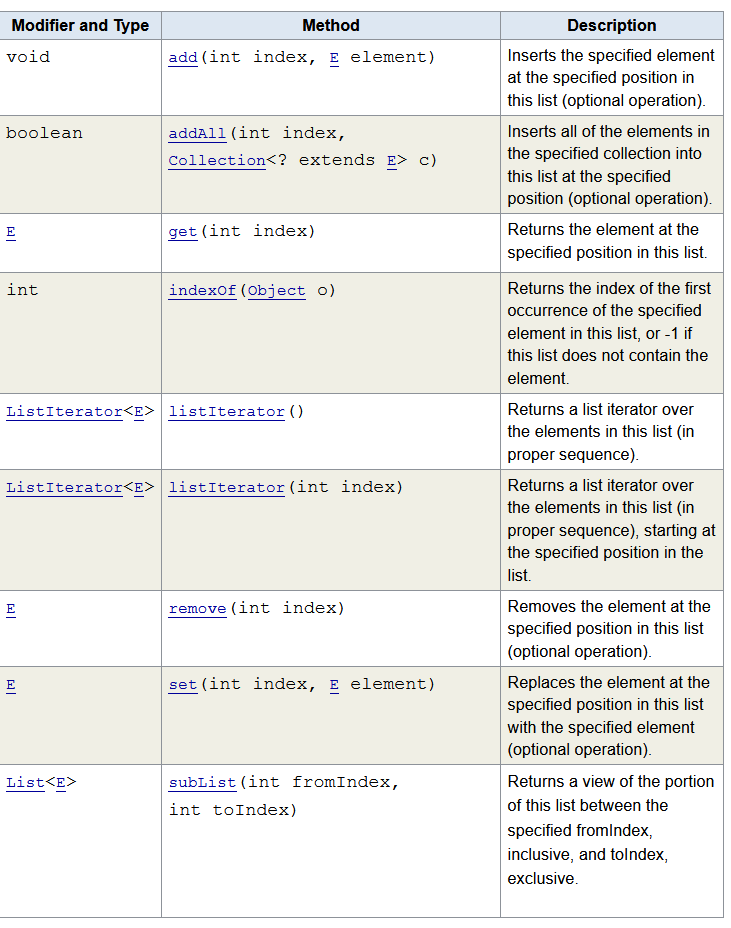 Modifier and Type Method Description
void add(int index, E element) Inserts the specified element
at the specified position in
this list (optional operation).
boolean addAll(int index, Inserts all of the elements in
Collection<? extends E> c) the specified collection into
this list at the specified
position (optional operation).
E get(int index) Returns the element at the
specified position in this list.
int indexOf(Object o) Returns the index of the first
occurrence of the specified
element in this list, or -1 if
this list does not contain the
element.
ListIterator<E> listIterator() Returns a list iterator over
the elements in this list (in
proper sequence).
ListIterator<E> listIterator(int index) Returns a list iterator over
the elements in this list (in
proper sequence), starting at
the specified position in the
list.
E remove(int index) Removes the element at the
specified position in this list
(optional operation).
E set(int index, E element) Replaces the element at the
specified position in this list
with the specified element
(optional operation).
List<E> subList(int fromIndex, Returns a view of the portion
int toIndex) of this list between the
specified fromIndex,
inclusive, and toIndex,
exclusive.